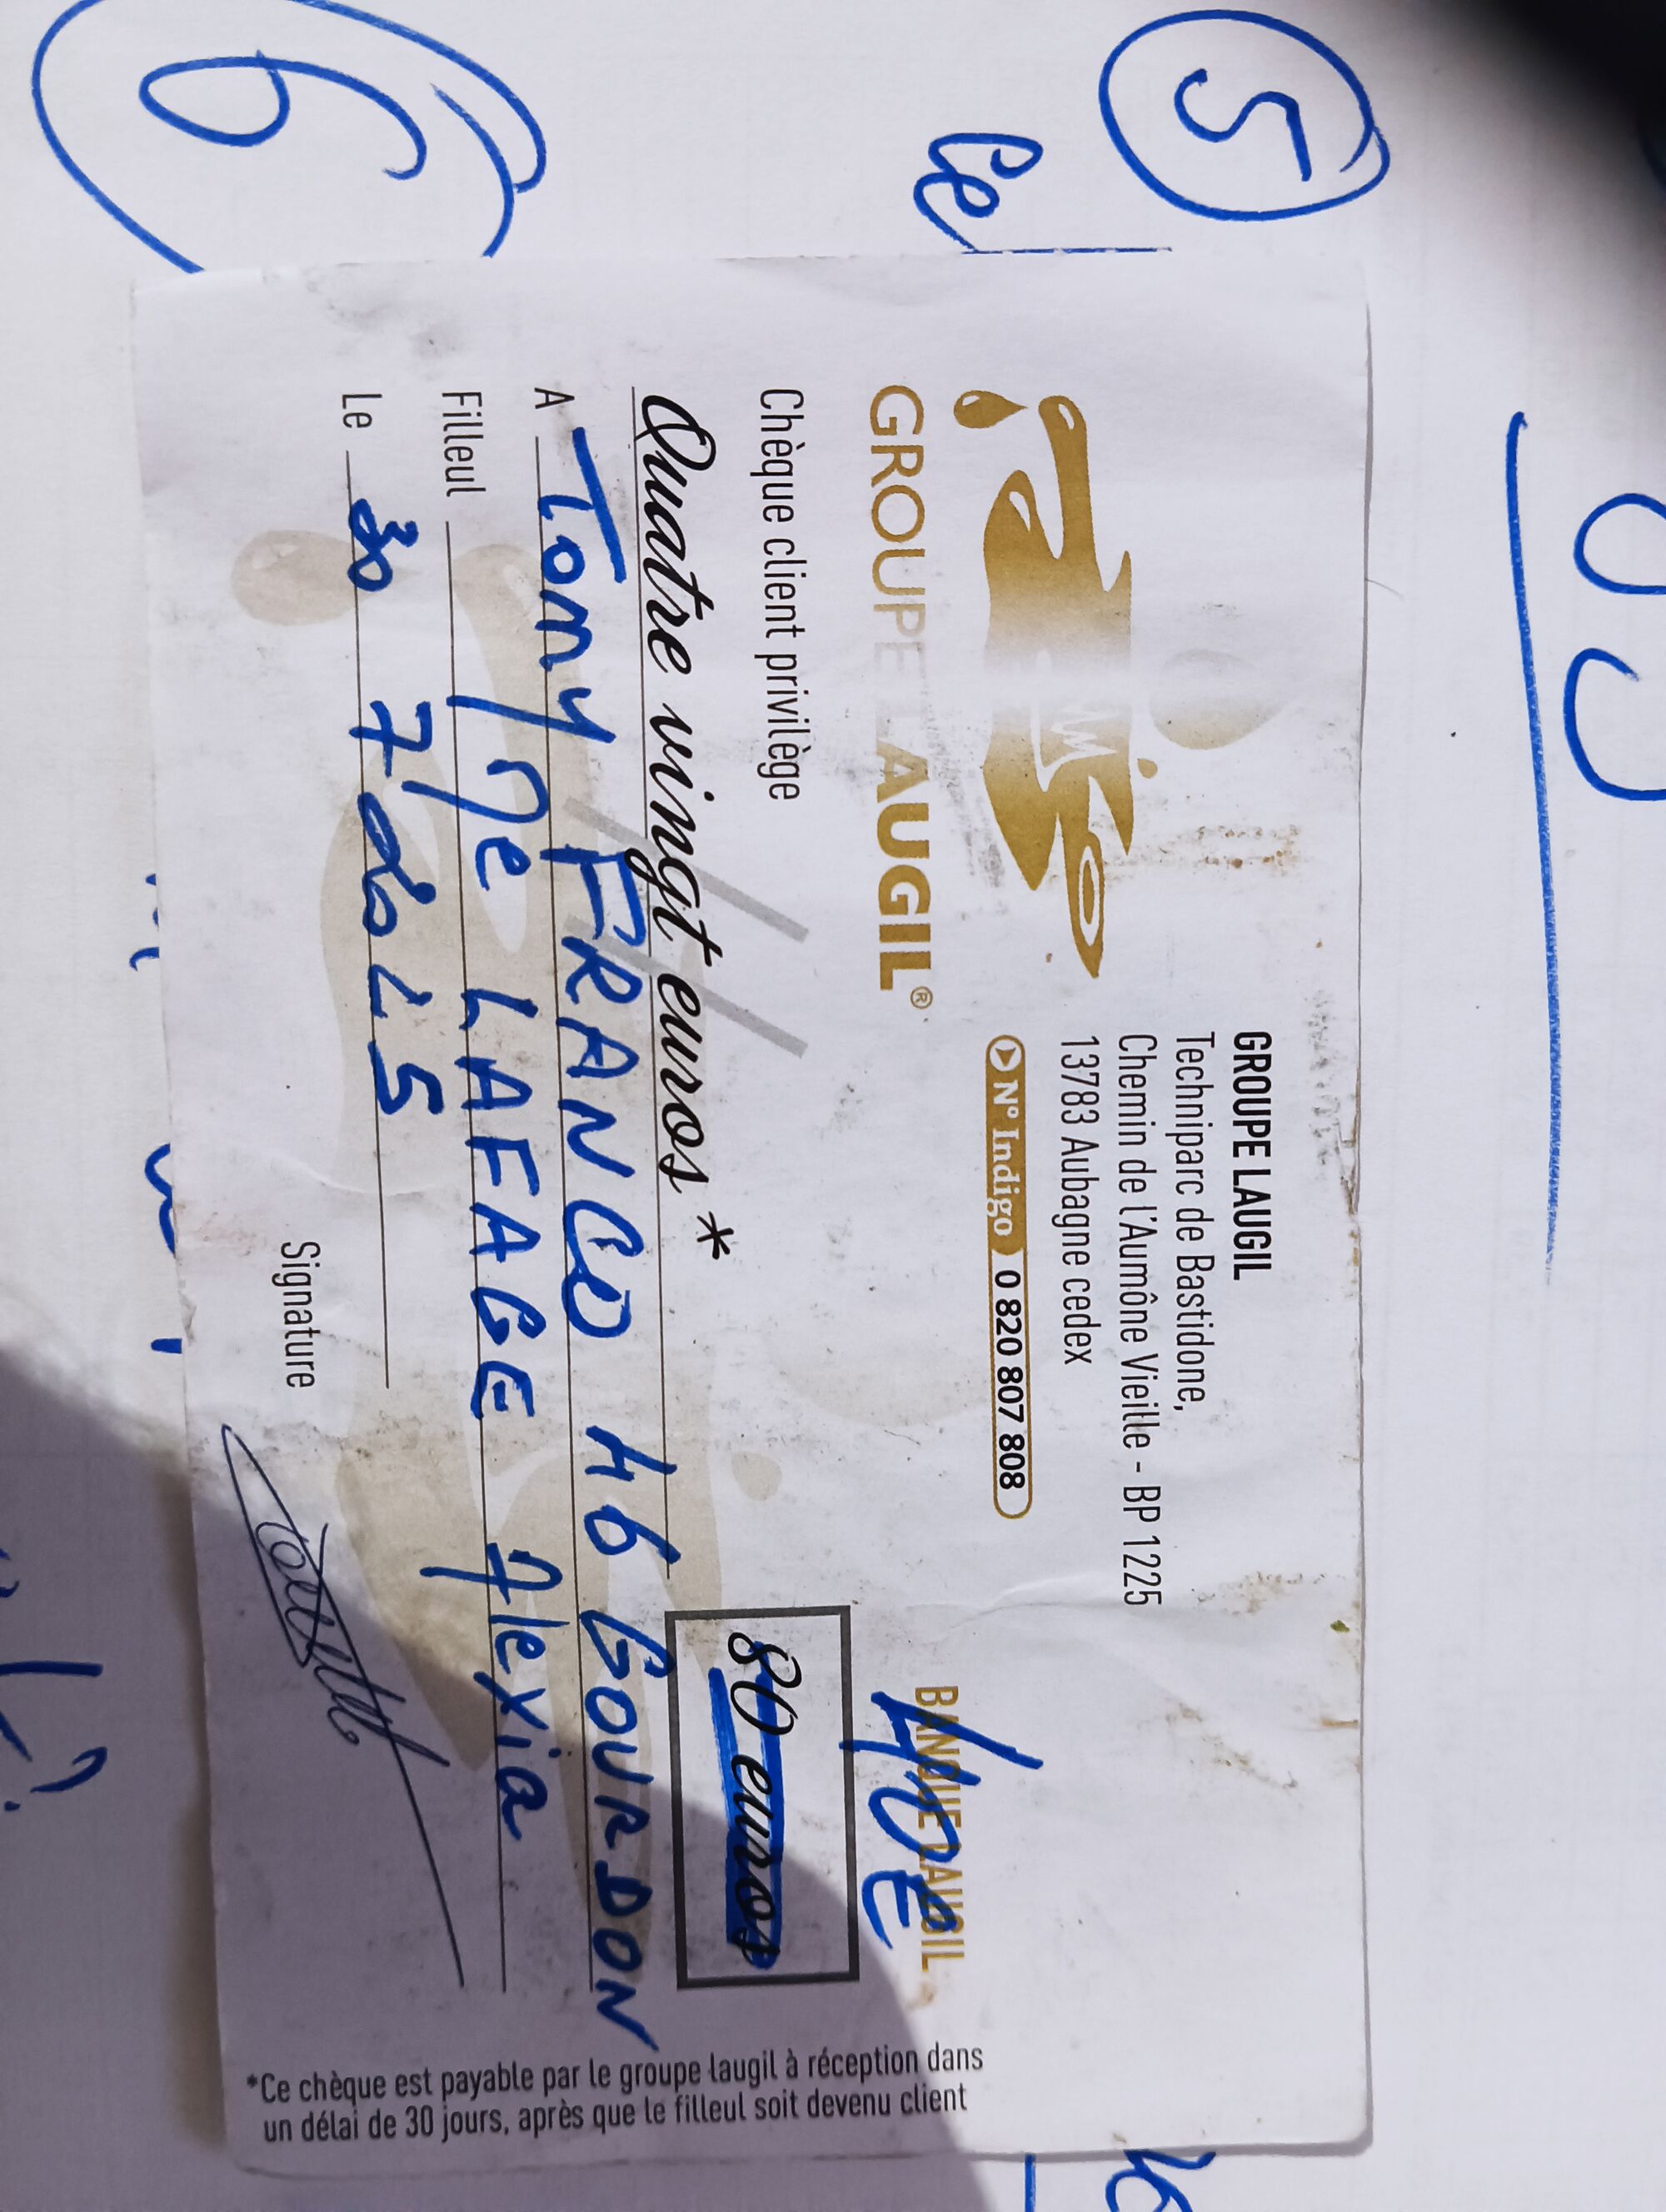 5
Ce
GROUPE LAUGIL®
GROUPE LAUGIL
Techniparc de Bastidone,
Chemin de l'Aumône Vieille - BP 1225
13783 Aubagne cedex
N° Indigo 0 820 807 808
BANQUE LAUGIL
Chèque client privilège
80 euros
Quatre vingt euros*
A Tony FRANCO 46 GOURDON
Filleul Me LAFAGE Alexia
Le 30 7 2025
Signature
*Ce chèque est payable par le groupe laugil à réception dans
un délai de 30 jours, après que le filleul soit devenu client
6